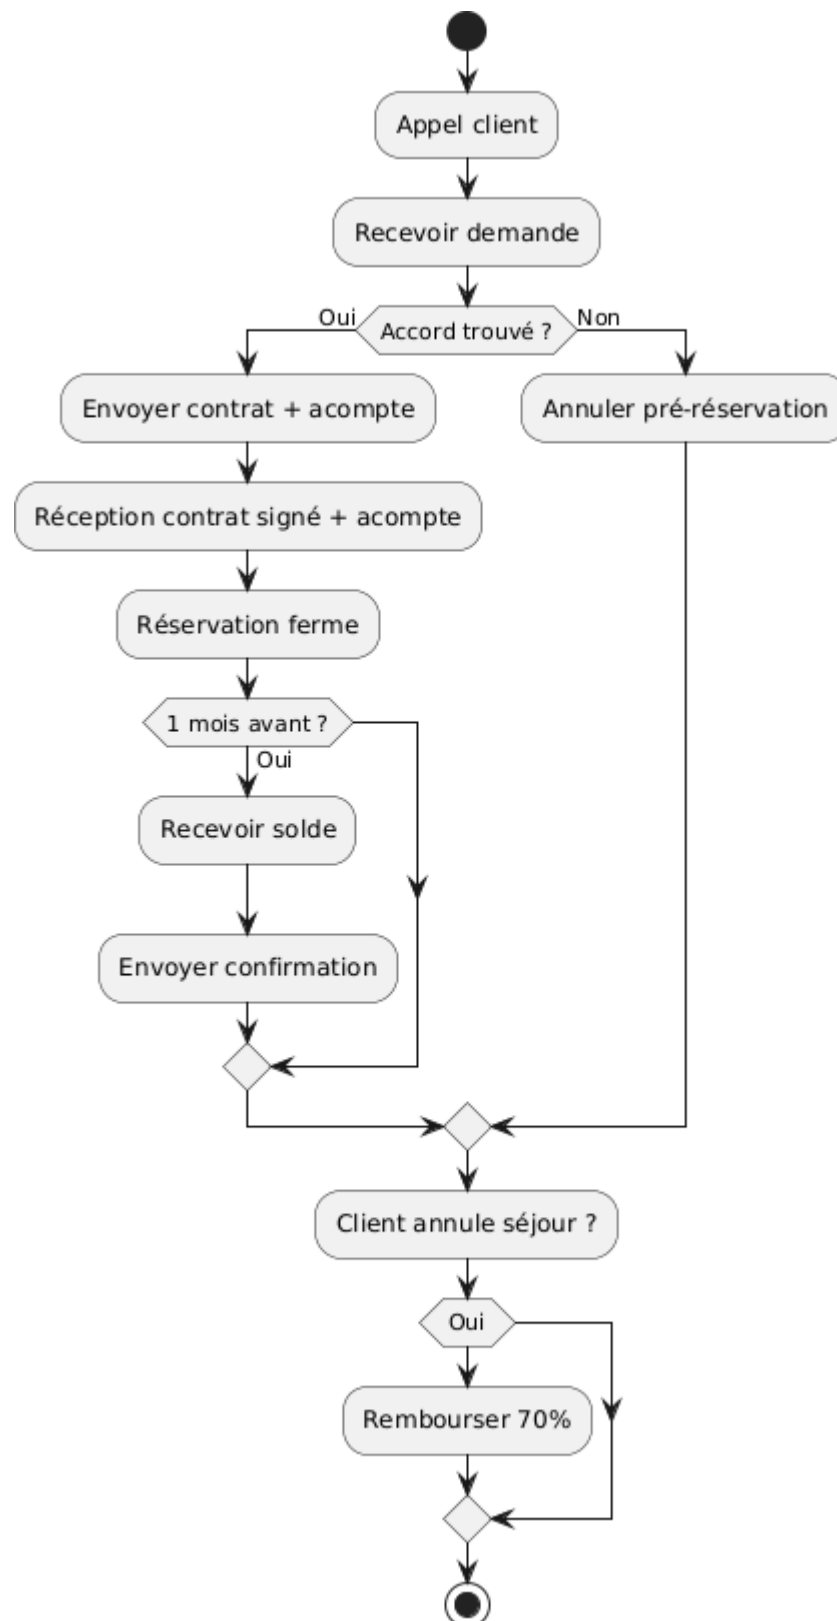 Appel client
Recevoir demande
Oui
Accord trouvé ?
Non
Envoyer contrat + acompte
Annuler pré-réservation
Réception contrat signé + acompte
Réservation ferme
1 mois avant ?
Oui
Recevoir solde
Envoyer confirmation
Client annule séjour ?
Oui
Rembourser 70%